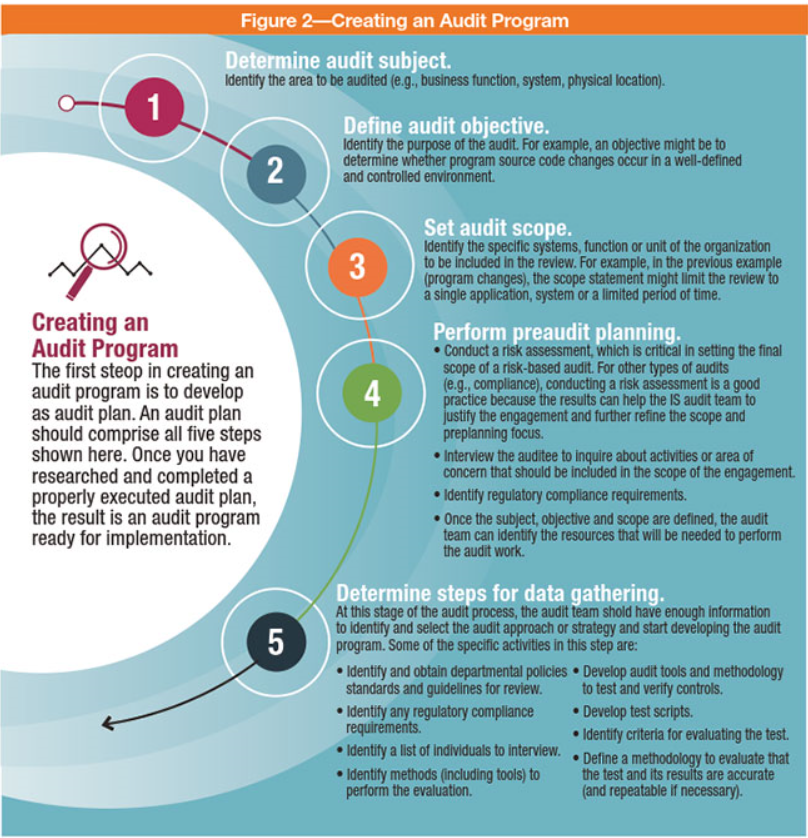 Figure 2—Creating an Audit Program
1
Determine audit subject.
Identify the area to be audited (e.g., business function, system, physical location).
2
Define audit objective.
Identify the purpose of the audit. For example, an objective might be to
determine whether program source code changes occur in a well-defined
and controlled environment.
3
Set audit scope.
Identify the specific systems, function or unit of the organization
to be included in the review. For example, in the previous example
(program changes), the scope statement might limit the review to
a single application, system or a limited period of time.
Creating an
Audit Program
The first steop in creating an
audit program is to develop
as audit plan. An audit plan
should comprise all five steps
shown here. Once you have
researched and completed a
properly executed audit plan,
the result is an audit program
ready for implementation.
4
Perform preaudit planning.
• Conduct a risk assessment, which is critical in setting the final
scope of a risk-based audit. For other types of audits
(e.g., compliance), conducting a risk assessment is a good
practice because the results can help the IS audit team to
justify the engagement and further refine the scope and
preplanning focus.
• Interview the auditee to inquire about activities or area of
concern that should be included in the scope of the engagement.
• Identify regulatory compliance requirements.
• Once the subject, objective and scope are defined, the audit
team can identify the resources that will be needed to perform
the audit work.
5
Determine steps for data gathering.
At this stage of the audit process, the audit team shold have enough information
to identify and select the audit approach or strategy and start developing the audit
program. Some of the specific activities in this step are:
• Identify and obtain departmental policies
standards and guidelines for review.
• Identify any regulatory compliance
requirements.
• Identify a list of individuals to interview.
• Identify methods (including tools) to
perform the evaluation.
• Develop audit tools and methodology
to test and verify controls.
• Develop test scripts.
• Identify criteria for evaluating the test.
• Define a methodology to evaluate that
the test and its results are accurate
(and repeatable if necessary).